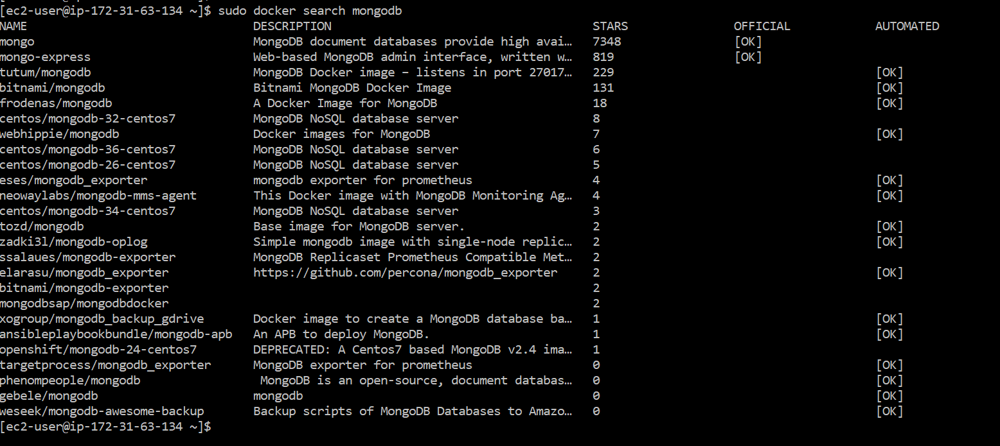 [ec2-user@ip-172-31-63-134 ~]$ sudo docker search mongodb
NAME DESCRIPTION STARS OFFICIAL AUTOMATED
mongo MongoDB document databases provide high avai… 7348 [OK]
mongo-express Web-based MongoDB admin interface, written w… 819 [OK]
tutum/mongodb MongoDB Docker image – listens in port 27017… 229 [OK]
bitnami/mongodb Bitnami MongoDB Docker Image 131 [OK]
frodenas/mongodb A Docker Image for MongoDB 18 [OK]
centos/mongodb-32-centos7 MongoDB NoSQL database server 8
webhippie/mongodb Docker images for MongoDB 7 [OK]
centos/mongodb-36-centos7 MongoDB NoSQL database server 6
centos/mongodb-26-centos7 MongoDB NoSQL database server 5
eses/mongodb_exporter mongodb exporter for prometheus 4 [OK]
neowaylabs/mongodb-mms-agent This Docker image with MongoDB Monitoring Ag… 4 [OK]
centos/mongodb-34-centos7 MongoDB NoSQL database server 3
tozd/mongodb Base image for MongoDB server. 2 [OK]
zadki3l/mongodb-oplog Simple mongodb image with single-node replic… 2 [OK]
ssalaues/mongodb-exporter MongoDB Replicaset Prometheus Compatible Met… 2
elarasu/mongodb_exporter https://github.com/percona/mongodb_exporter 2 [OK]
bitnami/mongodb-exporter 2
mongodbsap/mongodbdocker 2
xogroup/mongodb_backup_gdrive Docker image to create a MongoDB database ba… 1 [OK]
ansibleplaybookbundle/mongodb-apb An APB to deploy MongoDB. 1 [OK]
openshift/mongodb-24-centos7 DEPRECATED: A Centos7 based MongoDB v2.4 ima… 1
targetprocess/mongodb_exporter MongoDB exporter for prometheus 0 [OK]
phenompeople/mongodb MongoDB is an open-source, document databas… 0 [OK]
gebele/mongodb mongodb 0 [OK]
weseek/mongodb-awesome-backup Backup scripts of MongoDB Databases to Amazo… 0 [OK]
[ec2-user@ip-172-31-63-134 ~]$